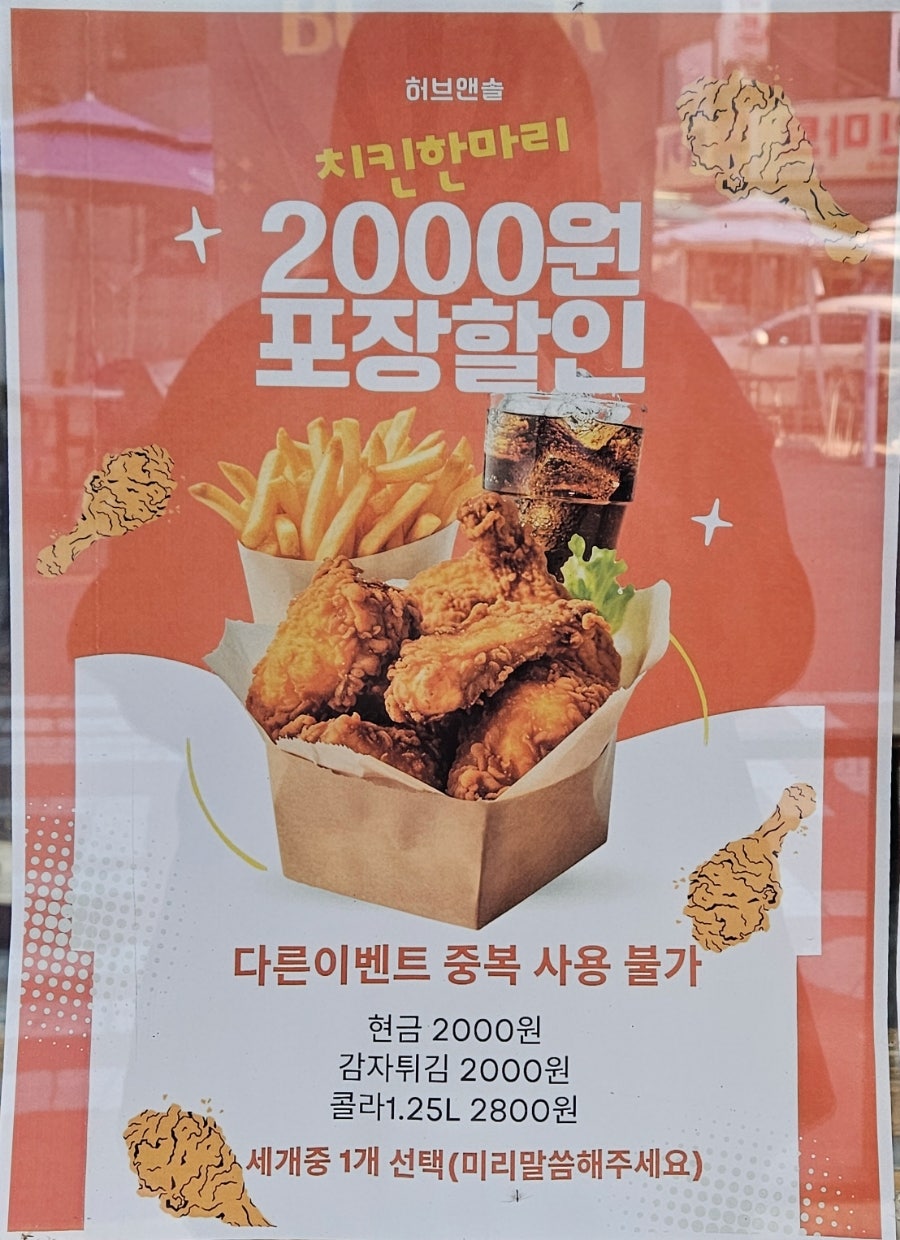 허브앤솔
치킨한마리
2000원
포장할인
다른이벤트 중복 사용 불가
현금 2000원
감자튀김 2000원
콜라1.25L 2800원
세개중 1개 선택(미리말씀해주세요)